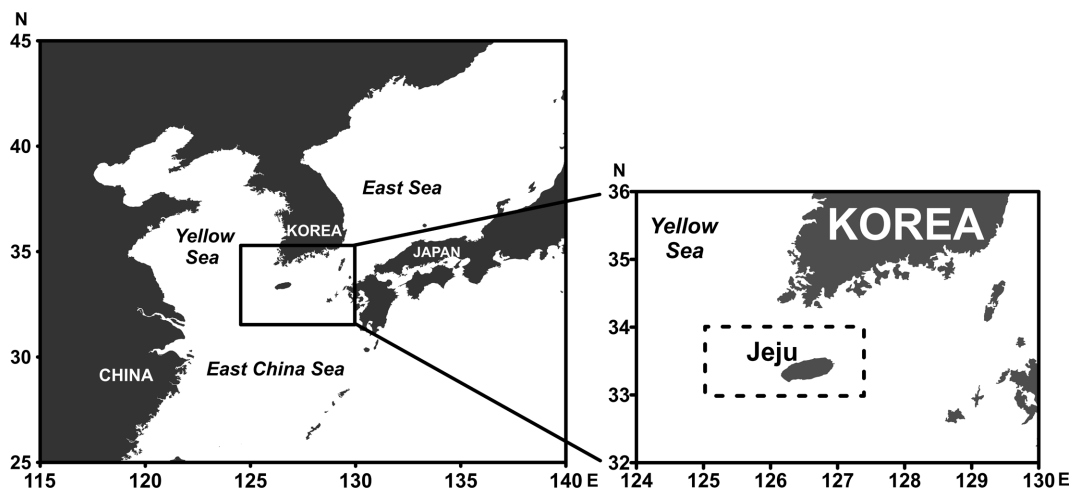 N
45
40
35
30
25
115 120 125 130 135 140 E
East Sea
KOREA
Yellow
Sea
JAPAN
East China Sea
CHINA
N
36
35
34
33
32
124 125 126 127 128 129 130 E
Yellow
Sea
KOREA
Jeju